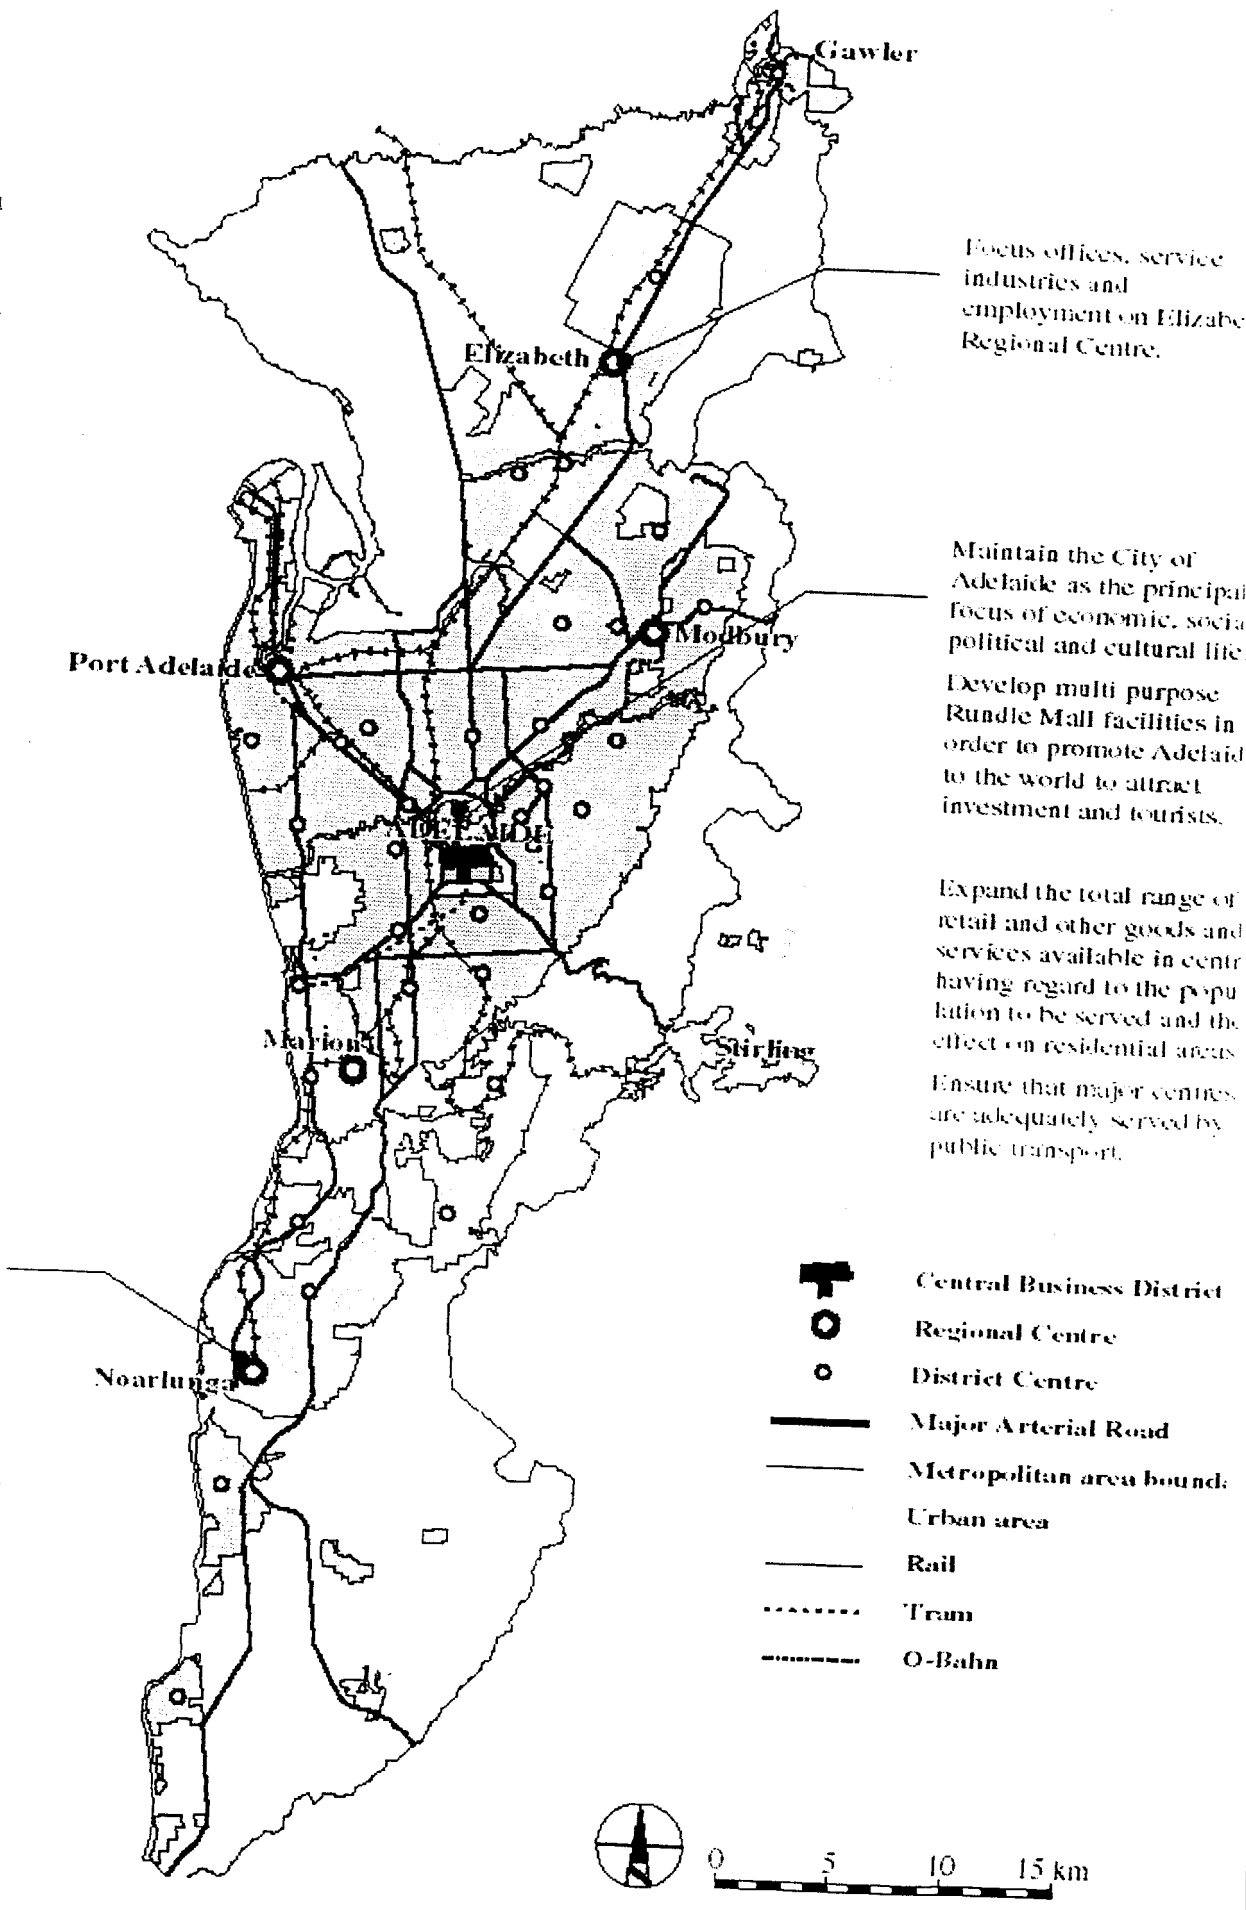 Gawler
Focus offices, service
industries and
employment on Elizabe
Regional Centre.
Elizabeth
Maintain the City of
Adelaide as the principal
focus of economic, socia
political and cultural life.
Modbury
Port Adelaide
Develop multi purpose
Rundle Mall facilities in
order to promote Adelaid
to the world to attract
investment and tourists.
ADELAIDE
Expand the total range of
retail and other goods and
services available in centr
having regard to the popu
lation to be served and the
effect on residential areas
Marion
Stirling
Ensure that major centres
are adequately served by
public transport.
Noarlunga
Central Business District
Regional Centre
District Centre
Major Arterial Road
Metropolitan area bounda
Urban area
Rail
Tram
O-Bahn
N
0 5 10 15 km